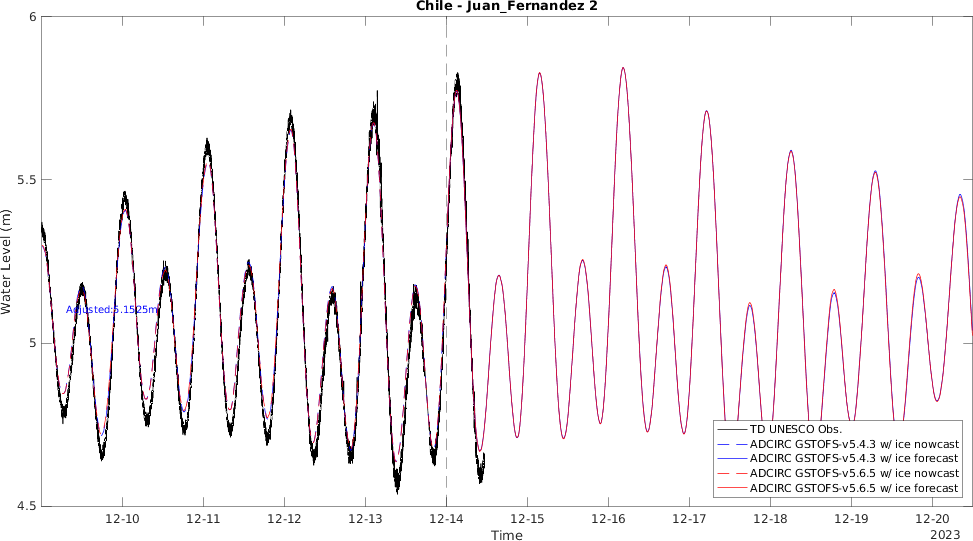 Chile - Juan_Fernandez 2
6
5.5
5
4.5
Water Level (m)
Adjusted:5.1525m
TD UNESCO Obs.
ADCIRC GSTOFS-v5.4.3 w/ ice nowcast
ADCIRC GSTOFS-v5.4.3 w/ ice forecast
ADCIRC GSTOFS-v5.6.5 w/ ice nowcast
ADCIRC GSTOFS-v5.6.5 w/ ice forecast
12-10 12-11 12-12 12-13 12-14 12-15 12-16 12-17 12-18 12-19 12-20
Time
2023